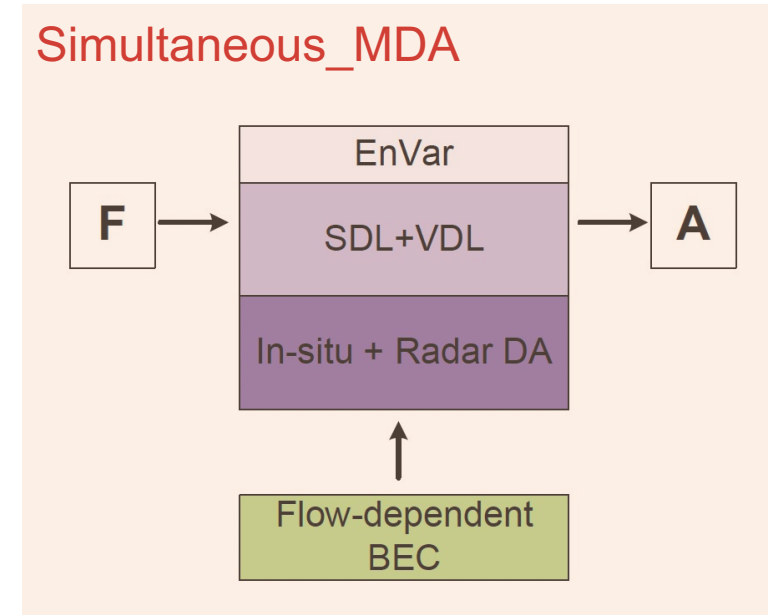 Simultaneous_MDA
EnVar
F
SDL+VDL
A
In-situ + Radar DA
Flow-dependent
BEC